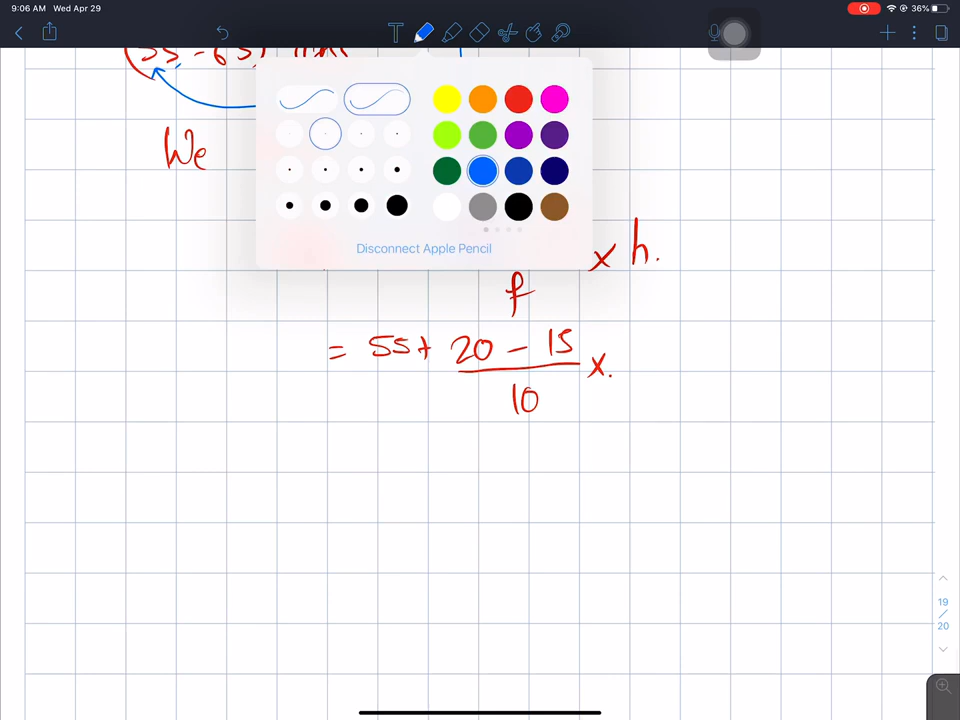 9:06 AM Wed Apr 29
36%
We
Disconnect Apple Pencil
x h.
f
= 55 + 20 - 15 x.
10
19
/
20